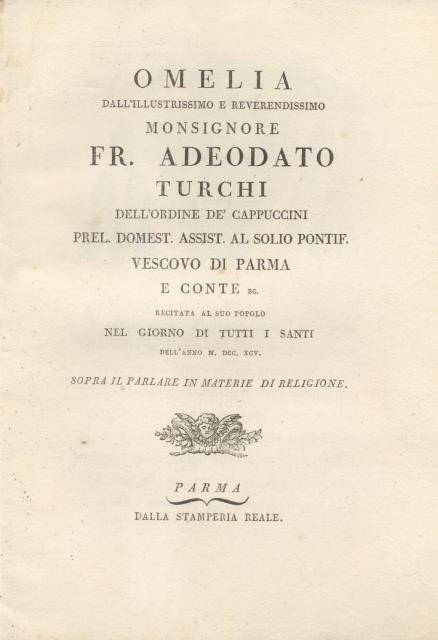 OMELIA
DALL'ILLUSTRISSIMO E REVERENDISSIMO
MONSIGNORE
FR. ADEODATO
TURCHI
DELL'ORDINE DE' CAPPUCCINI
PREL. DOMEST. ASSIST. AL SOLIO PONTIF.
VESCOVO DI PARMA
E CONTE EC.
RECITATA AL SUO POPOLO
NEL GIORNO DI TUTTI I SANTI
DELL'ANNO M. DCC. XCV.
SOPRA IL PARLARE IN MATERIE DI RELIGIONE.
PARMA
DALLA STAMPERIA REALE.